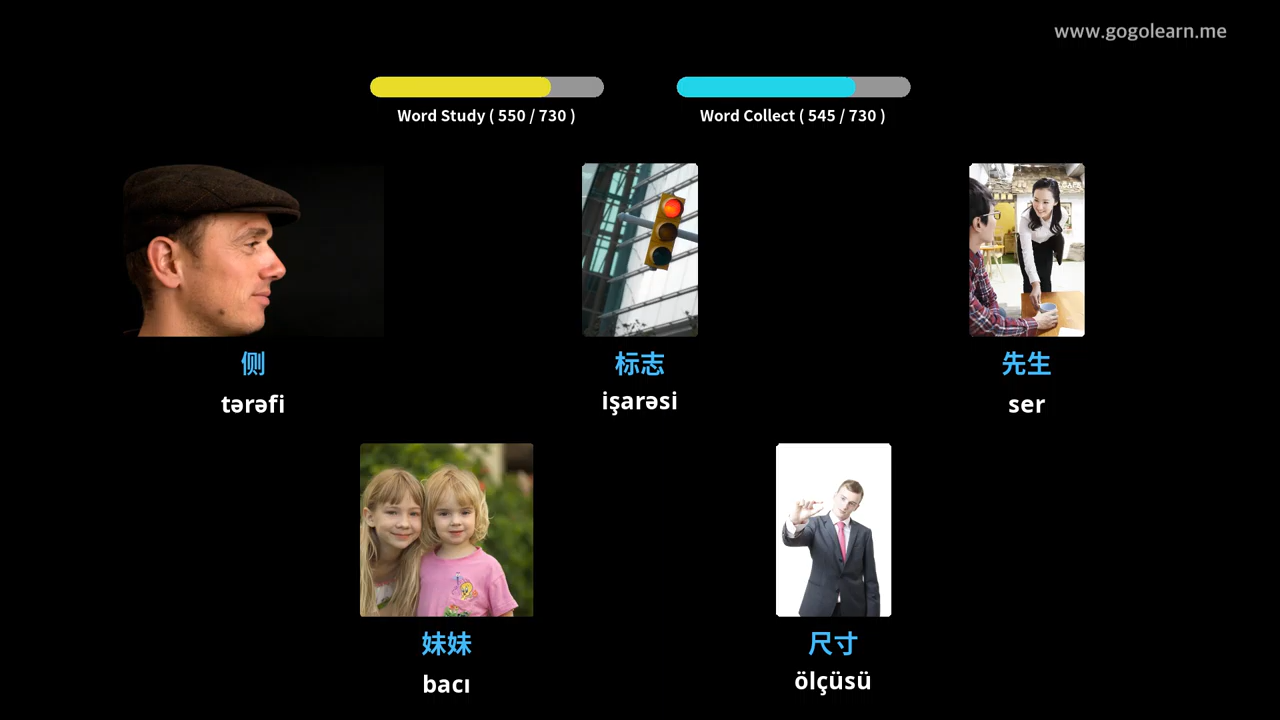 www.gogolearn.me
Word Study ( 550 / 730 )
Word Collect ( 545 / 730 )
侧
tərəfi
标志
işarəsi
先生
ser
妹妹
bacı
尺寸
ölçüsü